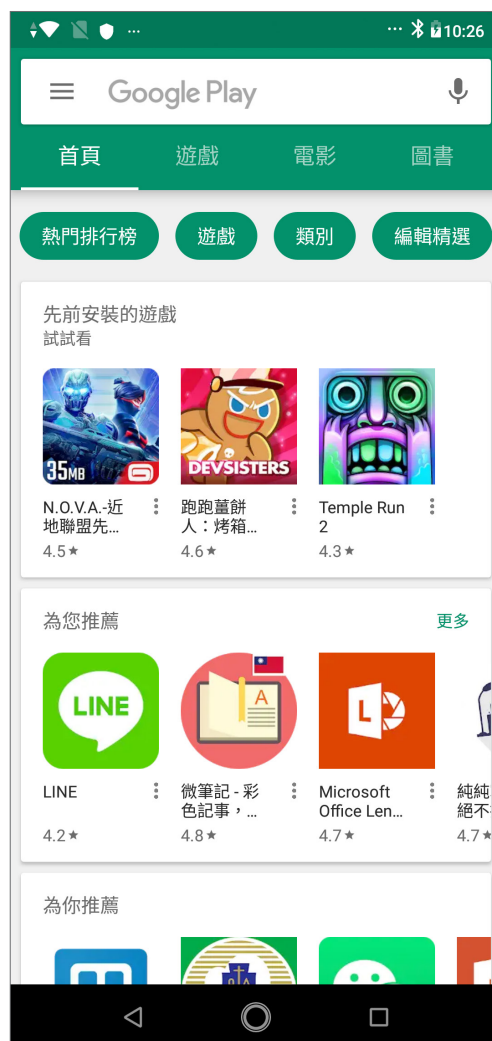 10:26
Google Play
首頁
遊戲
電影
圖書
熱門排行榜
遊戲
類別
編輯精選
先前安裝的遊戲
試試看
35MB
DEVSISTERS
N.O.V.A.-近
地聯盟先...
4.5★
跑跑薑餅
人：烤箱...
4.6★
Temple Run
2
4.3★
為您推薦
更多
LINE
A
L
LINE
4.2★
微筆記 - 彩
色記事，...
4.8★
Microsoft
Office Len...
4.7★
純純
絕不
4.7★
為你推薦